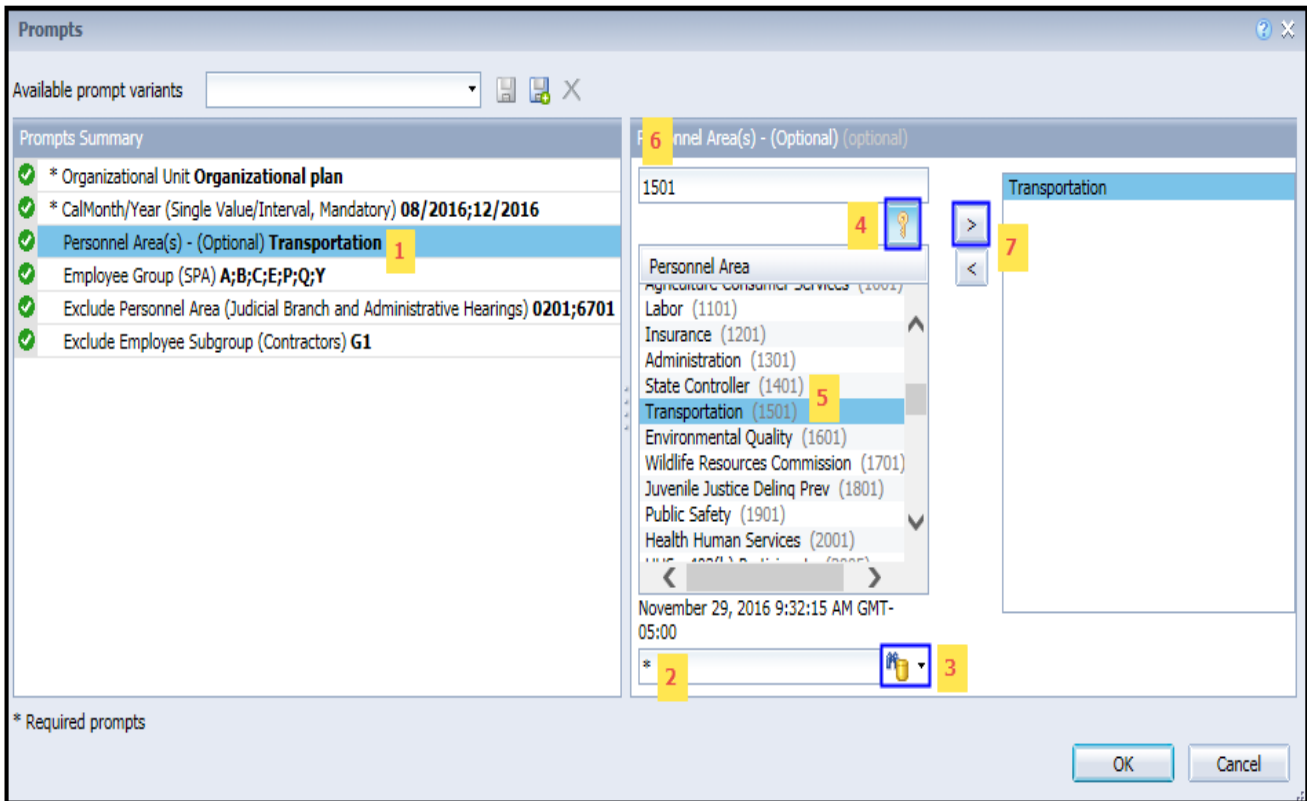 Prompts
Available prompt variants
Prompts Summary
* Organizational Unit Organizational plan
* CalMonth/Year (Single Value/Interval, Mandatory) 08/2016;12/2016
Personnel Area(s) - (Optional) Transportation 1
Employee Group (SPA) A;B;C;E;P;Q;Y
Exclude Personnel Area (Judicial Branch and Administrative Hearings) 0201;6701
Exclude Employee Subgroup (Contractors) G1
6 nnel Area(s) - (Optional) (optional)
1501
4
>
7
<
Personnel Area
Agriculture Consumer Services (1001)
Labor (1101)
Insurance (1201)
Administration (1301)
State Controller (1401)
5
Transportation (1501)
Environmental Quality (1601)
Wildlife Resources Commission (1701)
Juvenile Justice Delinq Prev (1801)
Public Safety (1901)
Health Human Services (2001)
November 29, 2016 9:32:15 AM GMT-
05:00
* 2
3
Transportation
* Required prompts
OK
Cancel